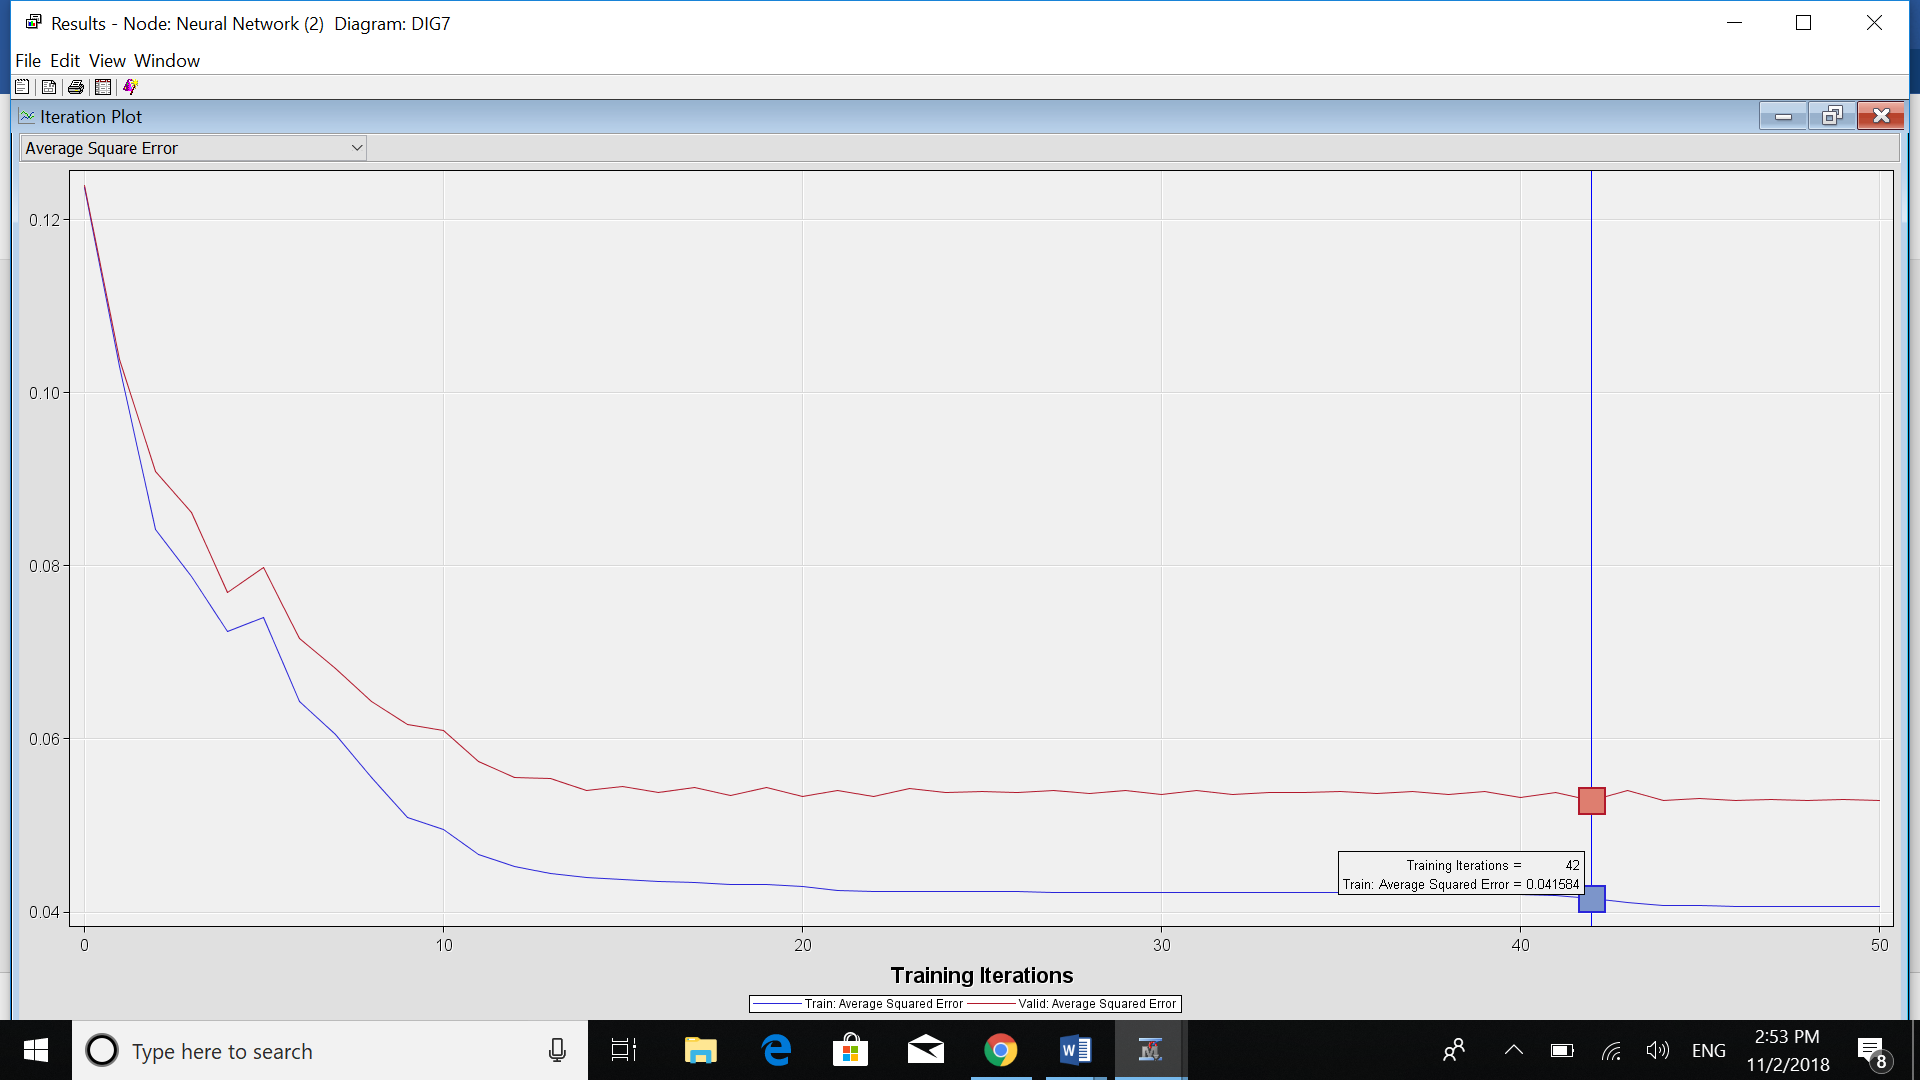 Results - Node: Neural Network (2) Diagram: DIG7
File Edit View Window
Iteration Plot
Average Square Error
0.12
0.10
0.08
0.06
0.04
Training Iterations = 42
Train: Average Squared Error = 0.041584
0 10 20 30 40 50
Training Iterations
Train: Average Squared Error Valid: Average Squared Error
Type here to search
ENG
2:53 PM
11/2/2018
8